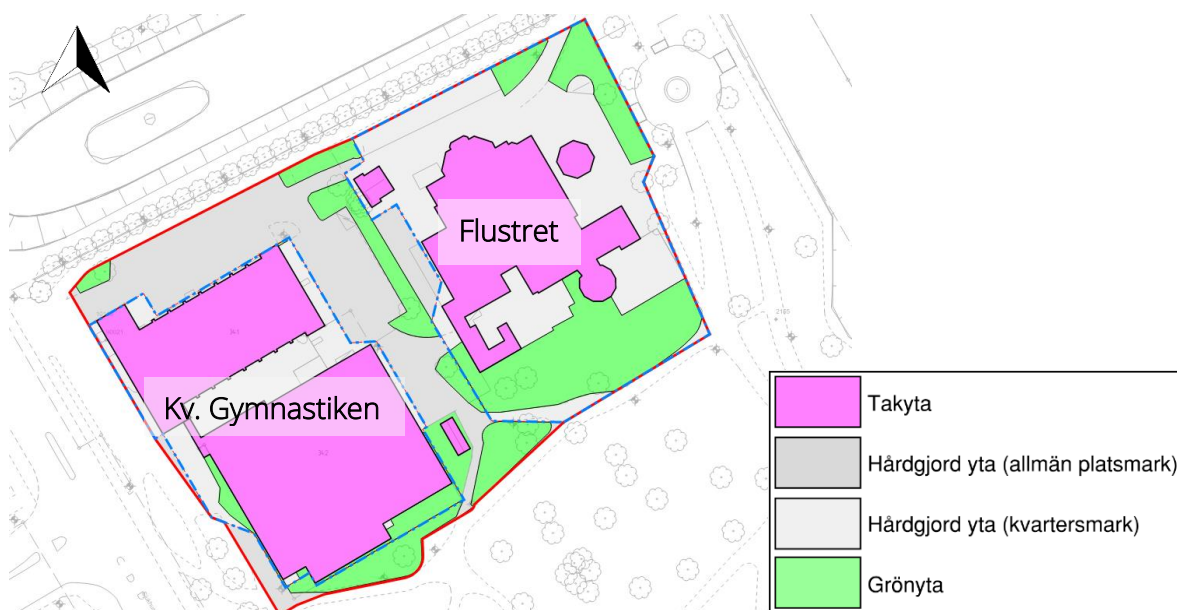 Flustret
Kv. Gymnastiken
Takyta
Hårdgjord yta (allmän platsmark)
Hårdgjord yta (kvartersmark)
Grönyta